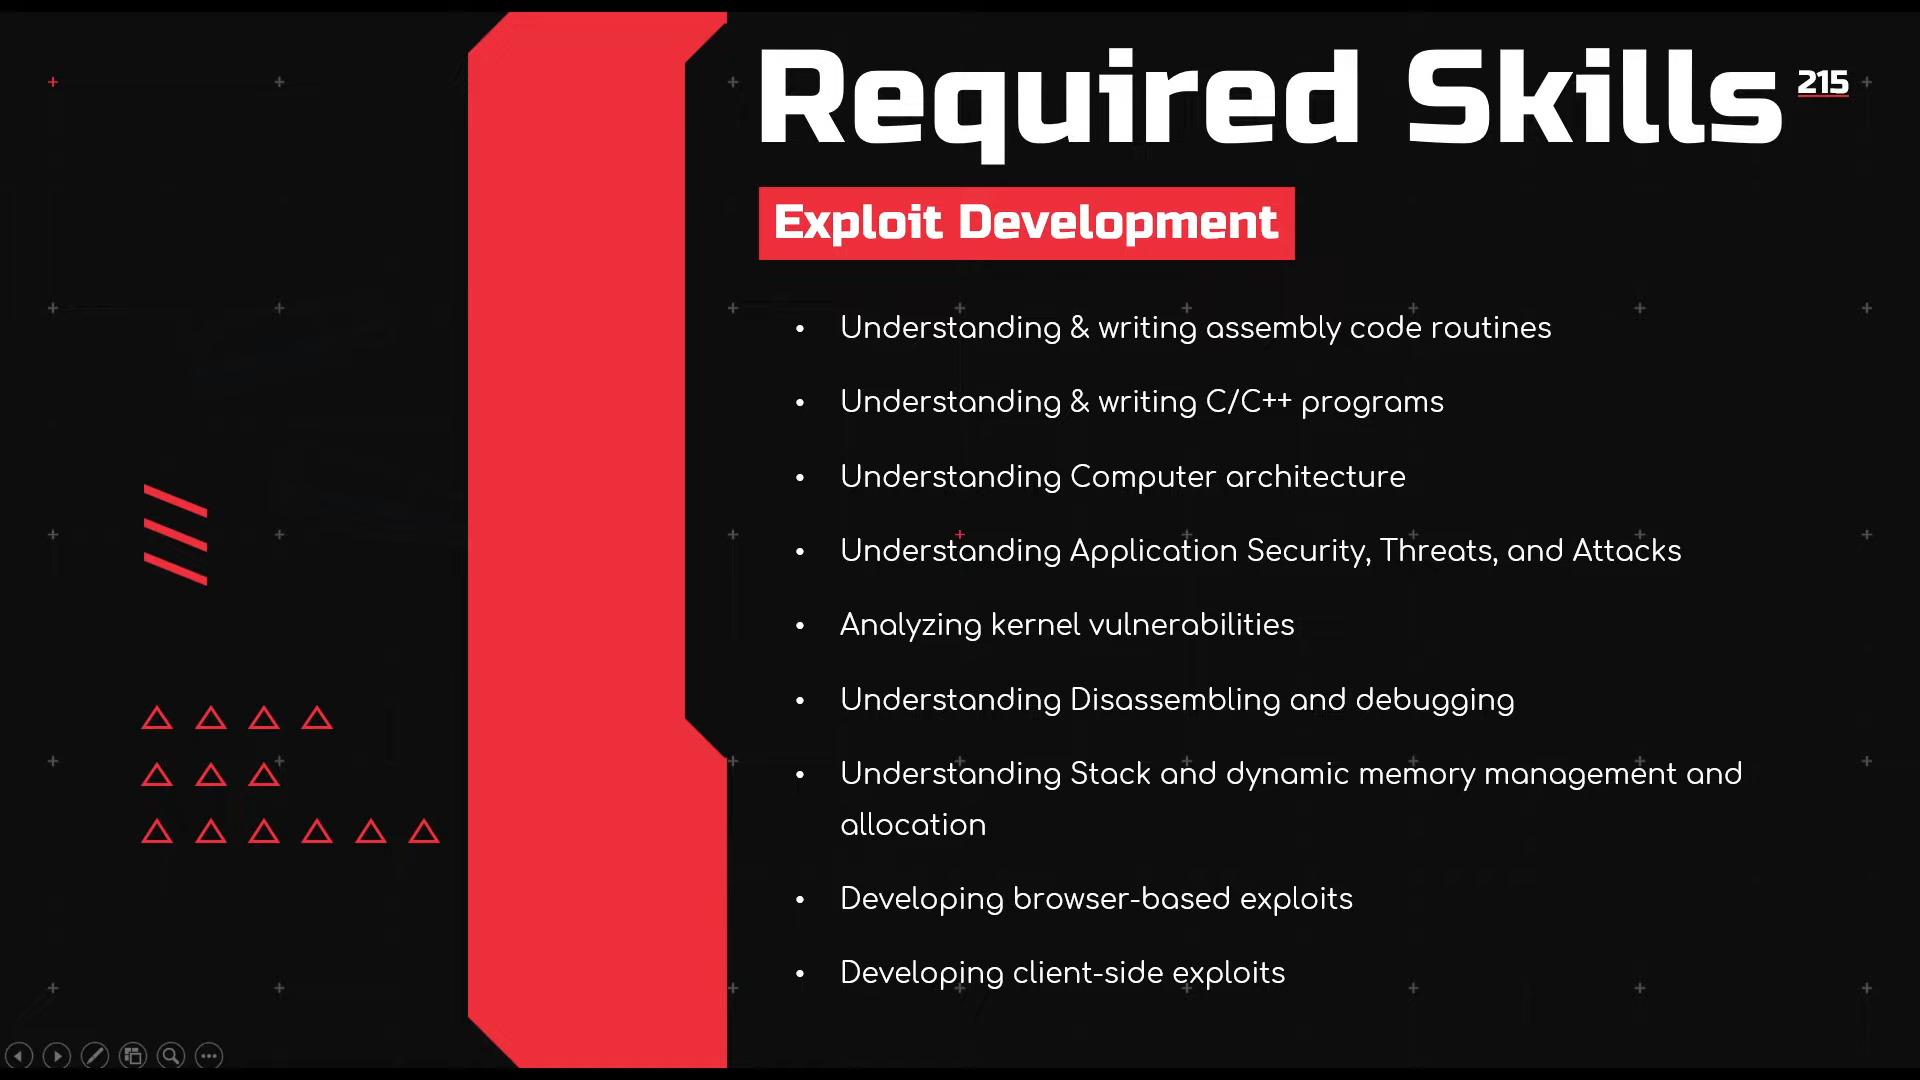 Required Skills
215
Exploit Development
• Understanding & writing assembly code routines
• Understanding & writing C/C++ programs
• Understanding Computer architecture
• Understanding Application Security, Threats, and Attacks
• Analyzing kernel vulnerabilities
• Understanding Disassembling and debugging
• Understanding Stack and dynamic memory management and
allocation
• Developing browser-based exploits
• Developing client-side exploits